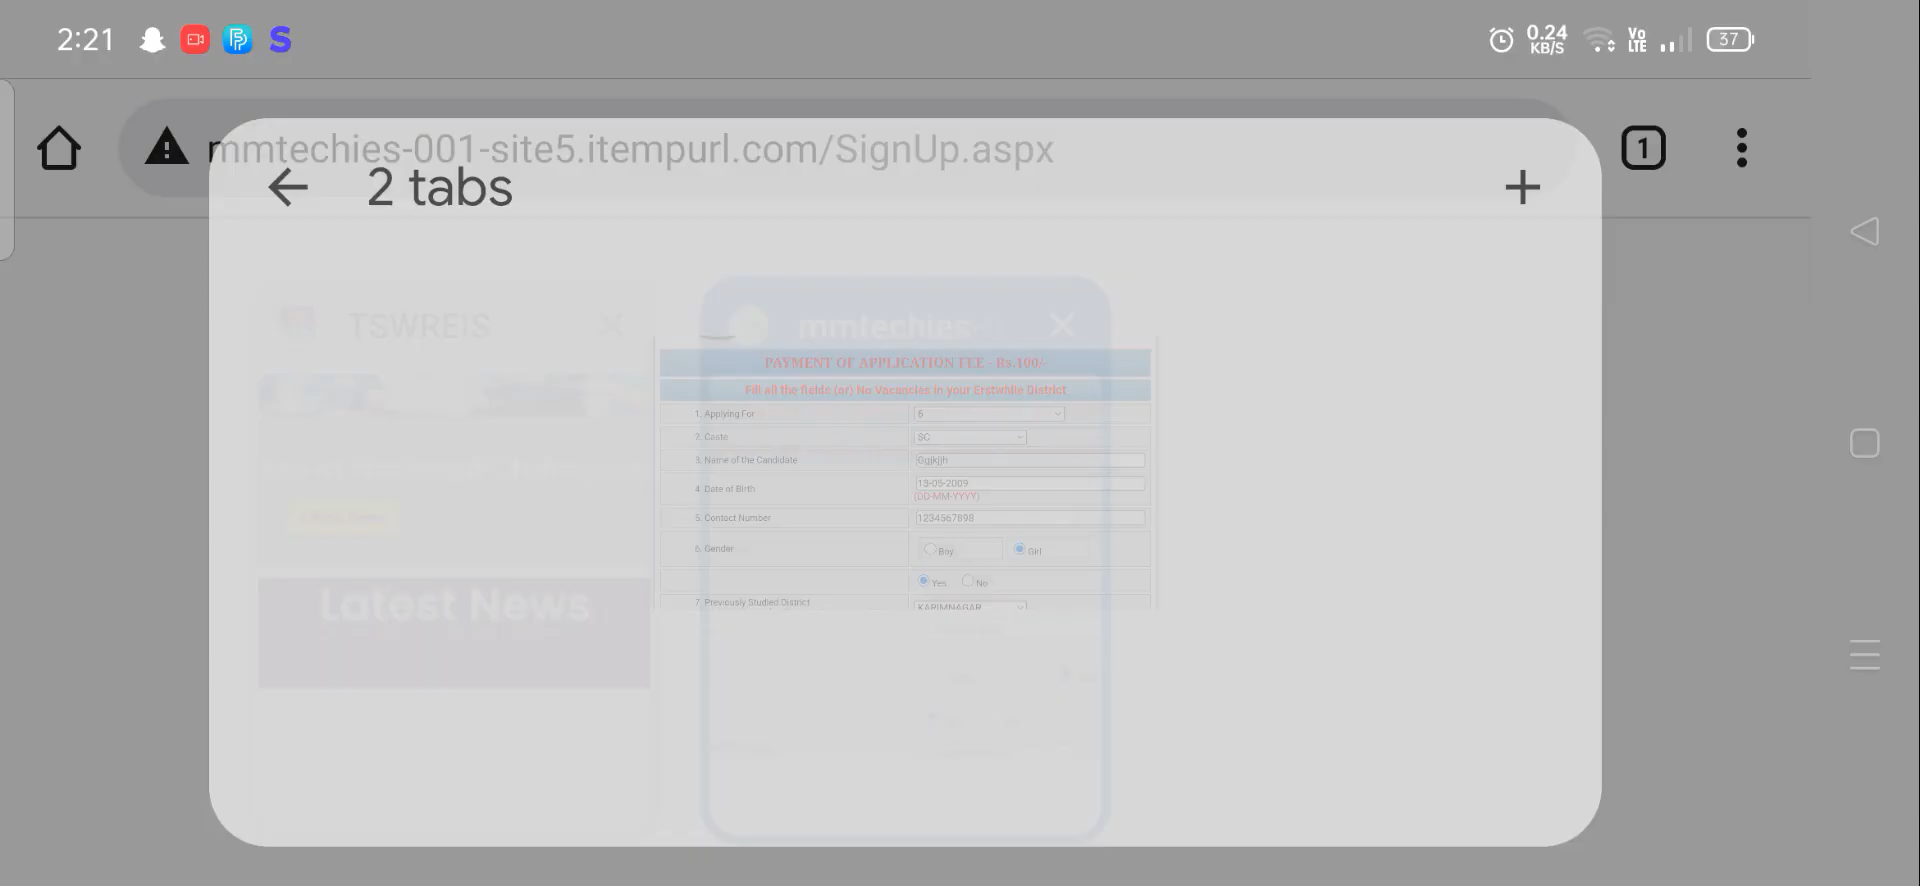 2:21
0.24
KB/S
Vo
LTE
37
mmtechies-001-site5.itempurl.com/SignUp.aspx
1
2 tabs
TSWREIS
mmtechies
PAYMENT OF APPLICATION FEE - Rs.100/-
Fill all the fields (or) No Vacancies in your Erstwhile District
1. Applying For
2. Caste
SC
3. Name of the Candidate
Ggjkjjh
4. Date of Birth
13-05-2009
(DD-MM-YYYY)
5. Contact Number
1234567898
6. Gender
Boy
Girl
Yes
No
7. Previously Studied District
KARIMNAGAR
Latest News